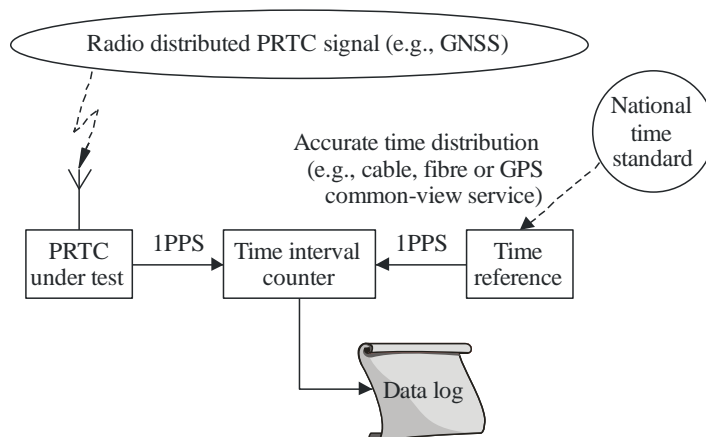 Radio distributed PRTC signal (e.g., GNSS)
National
time
standard
Accurate time distribution
(e.g., cable, fibre or GPS
common-view service)
PRTC
under test
1PPS
Time interval
counter
1PPS
Time
reference
Data log